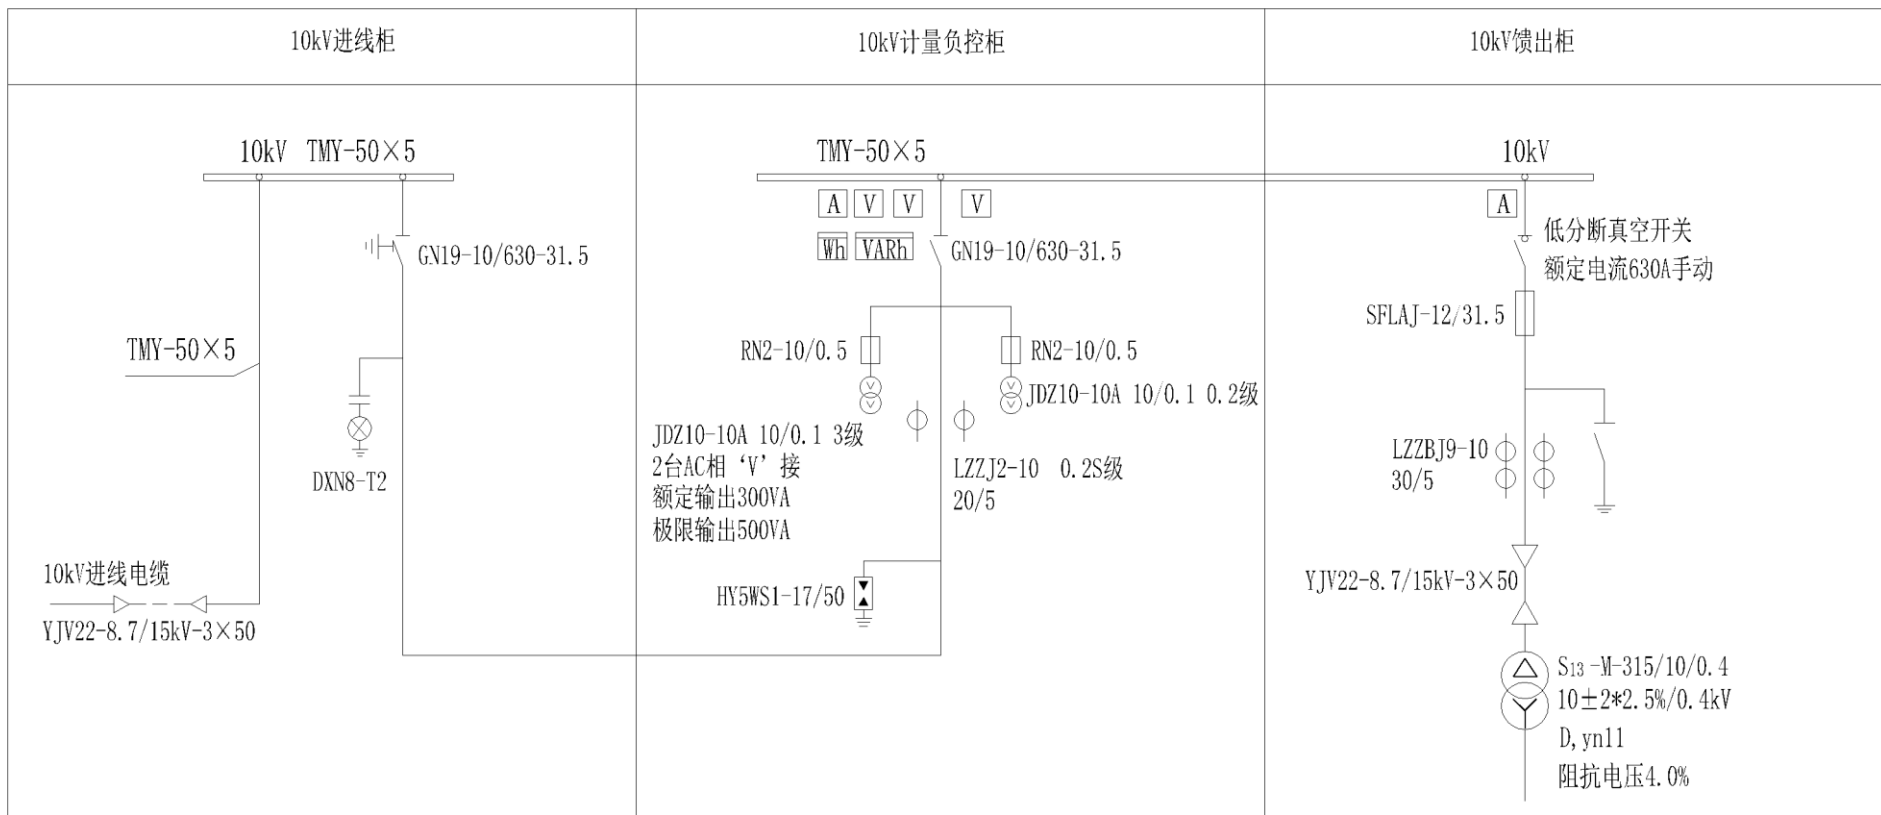 10kV进线柜
10kV计量负控柜
10kV馈出柜
10kV TMY-50×5
GN19-10/630-31.5
TMY-50×5
DXN8-T2
10kV进线电缆
YJV22-8.7/15kV-3×50
TMY-50×5
A V V V
Wh VARh
GN19-10/630-31.5
RN2-10/0.5
RN2-10/0.5
JDZ10-10A 10/0.1 0.2级
JDZ10-10A 10/0.1 3级
2台AC相‘V’接
额定输出300VA
极限输出500VA
LZZJ2-10 0.2S级
20/5
HY5WS1-17/50
10kV
A
低分断真空开关
额定电流630A手动
SFLAJ-12/31.5
LZZBJ9-10
30/5
YJV22-8.7/15kV-3×50
S13-M-315/10/0.4
10±2*2.5%/0.4kV
D,yn11
阻抗电压4.0%